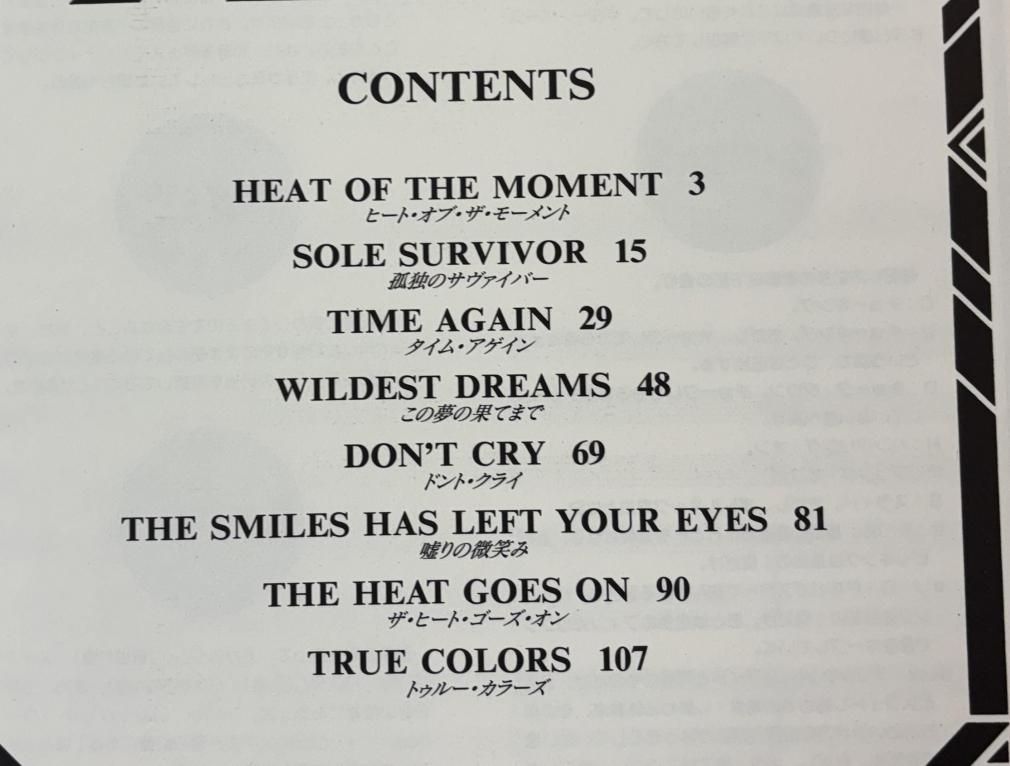 CONTENTS
HEAT OF THE MOMENT 3
ヒート・オブ・ザ・モーメント
SOLE SURVIVOR 15
孤独のサヴァイバー
TIME AGAIN 29
タイム・アゲイン
WILDEST DREAMS 48
この夢の果てまで
DON'T CRY 69
ドント・クライ
THE SMILES HAS LEFT YOUR EYES 81
嘘りの微笑み
THE HEAT GOES ON 90
ザ・ヒート・ゴーズ・オン
TRUE COLORS 107
トゥルー・カラーズ